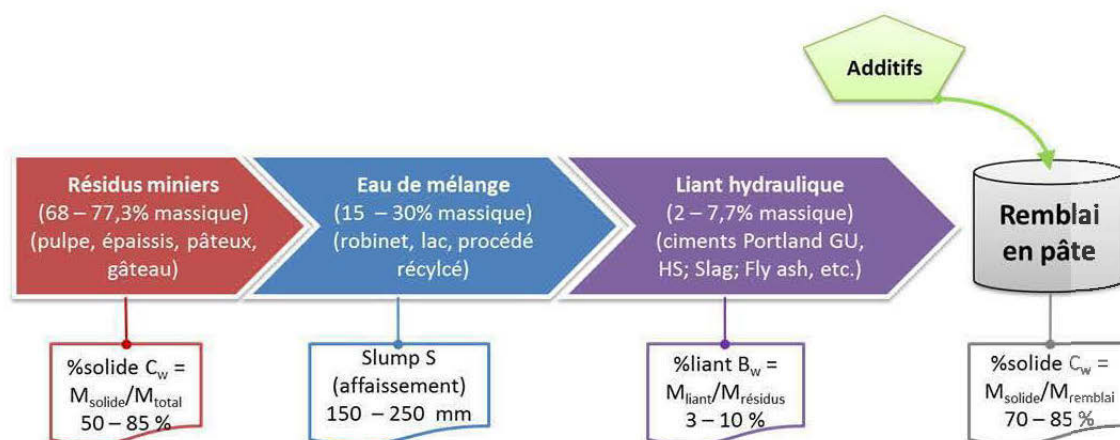 Additifs
Résidus miniers
(68 – 77,3% massique)
(pulpe, épaissis, pâteux,
gâteau)
Eau de mélange
(15 – 30% massique)
(robinet, lac, procédé
récylcé)
Liant hydraulique
(2 – 7,7% massique)
(ciments Portland GU,
HS; Slag; Fly ash, etc.)
Remblai
en pâte
%solide Cw =
Msolide/Mtotal
50 – 85 %
Slump S
(affaissement)
150 – 250 mm
%liant Bw =
Mliant/Mrésidus
3 – 10 %
%solide Cw =
Msolide/Mremblai
70 – 85 %